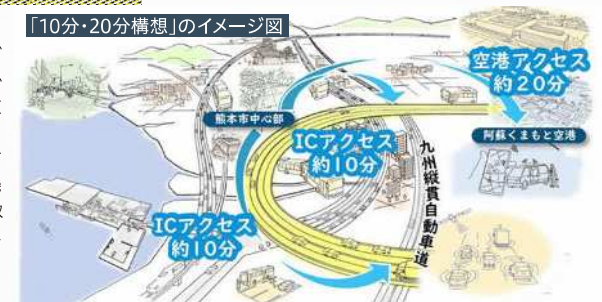 「10分・20分構想」のイメージ図
空港アクセス
約20分
熊本市中心部
阿蘇くまもと空港
ICアクセス
約10分
九州縦貫自動車道
ICアクセス
約10分